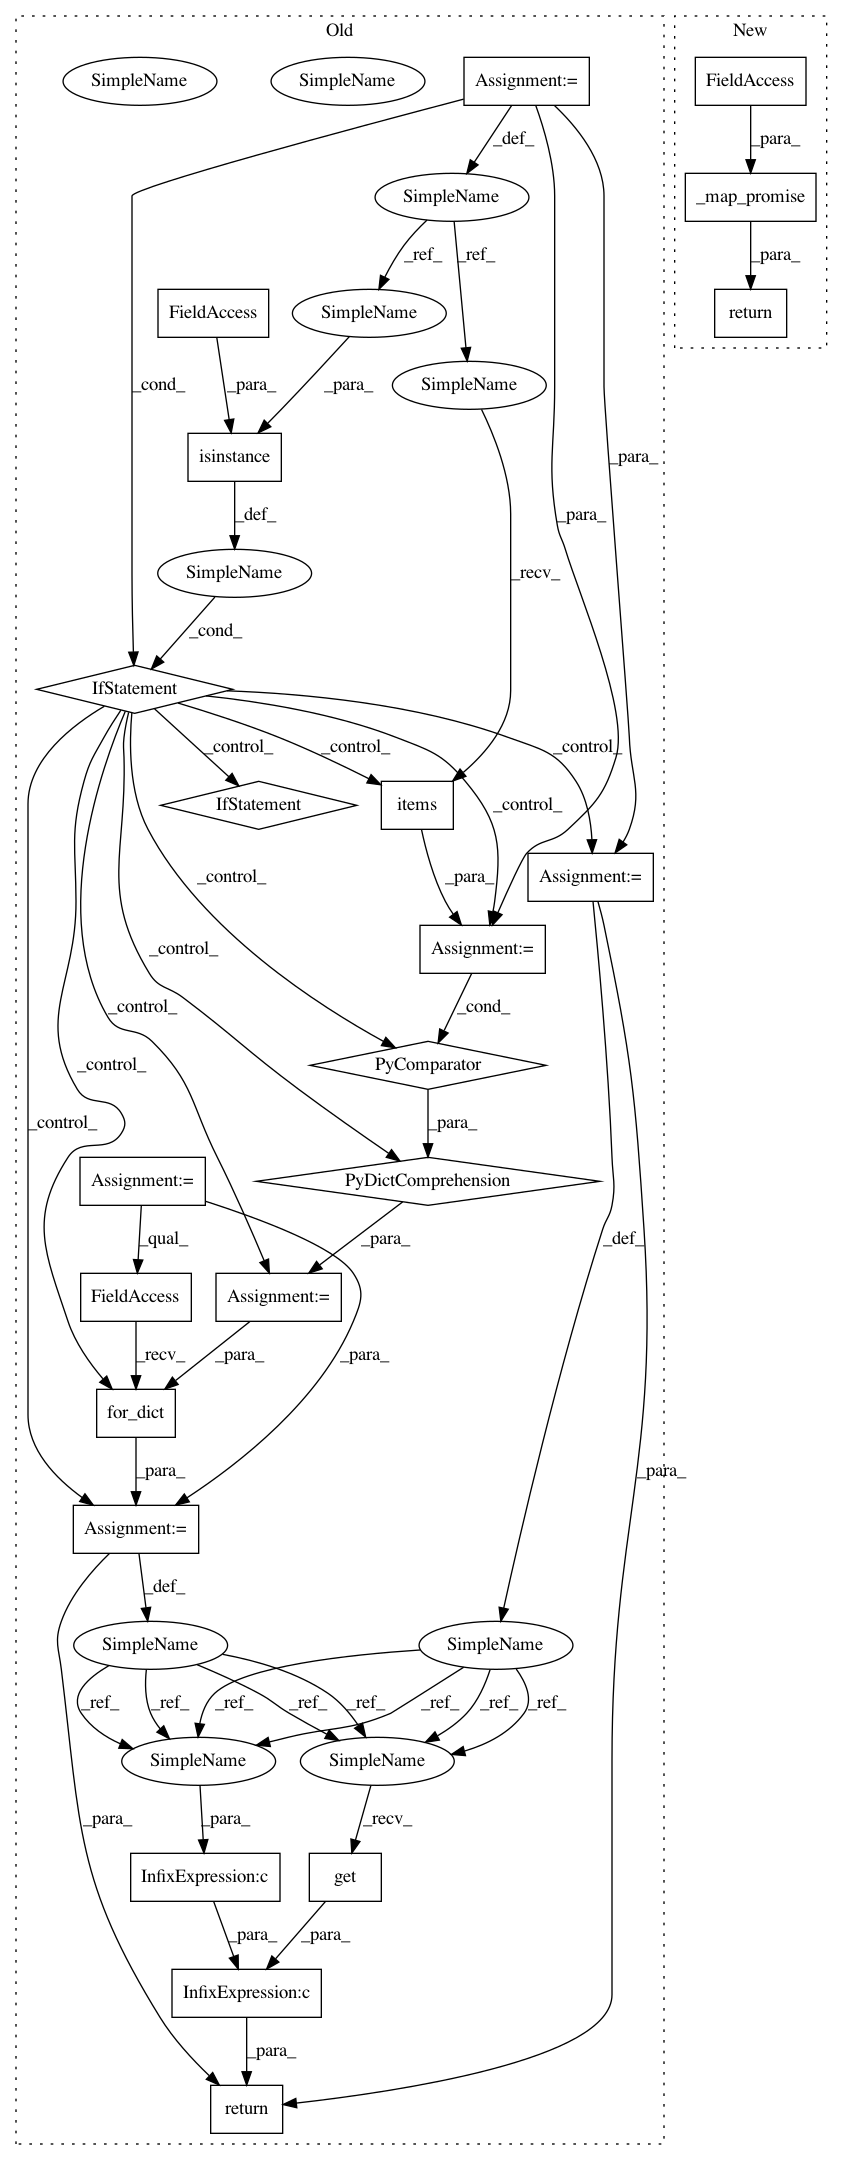 Old
New
SimpleName
SimpleName
Assignment:=
FieldAccess
_def_
_para_
SimpleName
_map_promise
_ref_
_ref_
_para_
FieldAccess
SimpleName
return
_cond_
_para_
_para_
SimpleName
isinstance
_para_
_para_
_def_
SimpleName
_recv_
_cond_
IfStatement
_control_
_control_
_control_
_control_
IfStatement
items
_control_
_para_
Assignment:=
_control_
Assignment:=
_control_
_cond_
_control_
PyComparator
_control_
_para_
Assignment:=
PyDictComprehension
_qual_
_para_
_def_
FieldAccess
Assignment:=
_recv_
_para_
_para_
for_dict
_para_
_para_
Assignment:=
_def_
SimpleName
SimpleName
_ref_
_ref_
_ref_
_ref_
_ref_
_ref_
_ref_
_ref_
SimpleName
SimpleName
_para_
_para_
_recv_
InfixExpression:c
get
_para_
_para_
InfixExpression:c
_para_
return